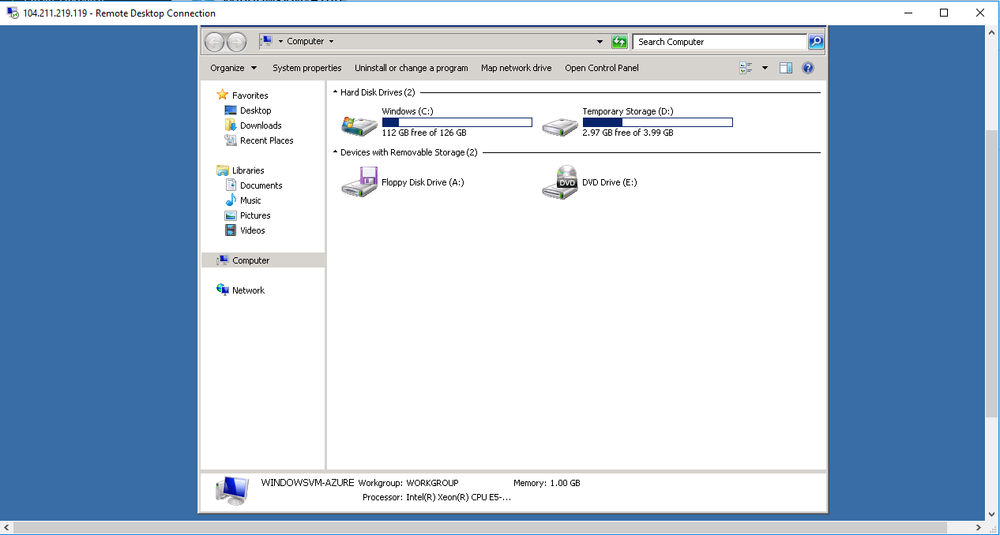 104.211.219.119 - Remote Desktop Connection
Computer
Search Computer
Organize System properties Uninstall or change a program Map network drive Open Control Panel
Favorites
Desktop
Downloads
Recent Places
Libraries
Documents
Music
Pictures
Videos
Computer
Network
Hard Disk Drives (2)
Windows (C:)
112 GB free of 126 GB
Temporary Storage (D:)
2.97 GB free of 3.99 GB
Devices with Removable Storage (2)
Floppy Disk Drive (A:)
DVD
DVD Drive (E:)
WINDOWSVM-AZURE Workgroup: WORKGROUP Memory: 1.00 GB
Processor: Intel(R) Xeon(R) CPU E5-...